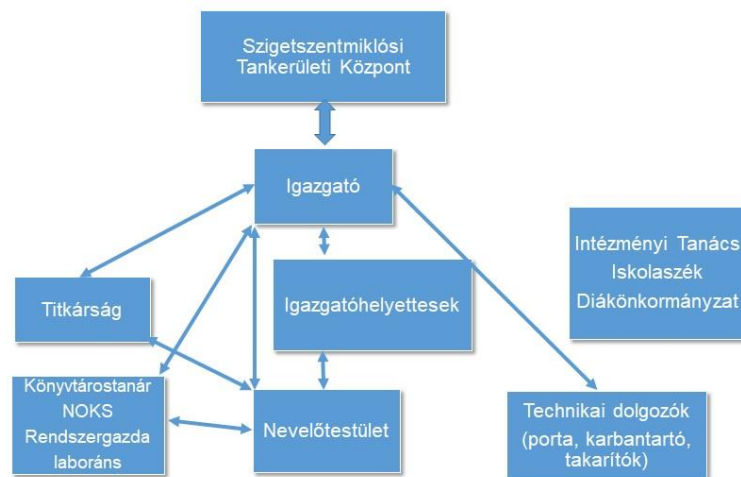 Szigetszentmiklósi
Tankerületi Központ
Igazgató
Intézményi Tanács
Iskolaszék
Diákönkormányzat
Titkárság
Igazgatóhelyettesek
Könyvtárostanár
NOKS
Rendszergazda
laboráns
Nevelőtestület
Technikai dolgozók
(porta, karbantartó,
takarítók)